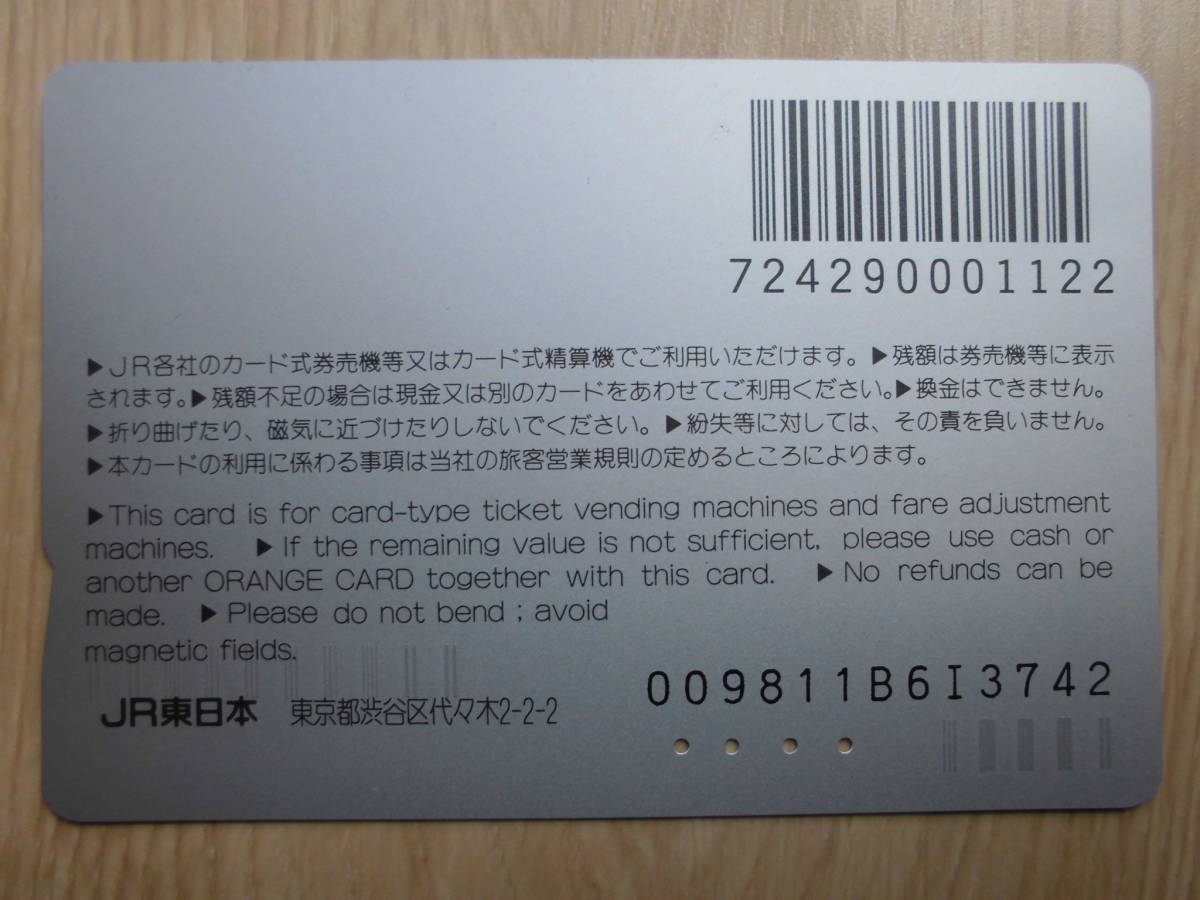 724290001122
▶JR各社のカード式券売機等又はカード式精算機でご利用いただけます。▶残額は券売機等に表示
されます。▶残額不足の場合は現金又は別のカードをあわせてご利用ください。▶換金はできません。
▶折り曲げたり、磁気に近づけたりしないでください。▶紛失等に対しては、その責を負いません。
▶本カードの利用に係わる事項は当社の旅客営業規則の定めるところによります。
▶This card is for card-type ticket vending machines and fare adjustment
machines. ▶If the remaining value is not sufficient, please use cash or
another ORANGE CARD together with this card. ▶No refunds can be
made. ▶Please do not bend ; avoid
magnetic fields.
009811B6I3742
JR東日本 東京都渋谷区代々木2-2-2